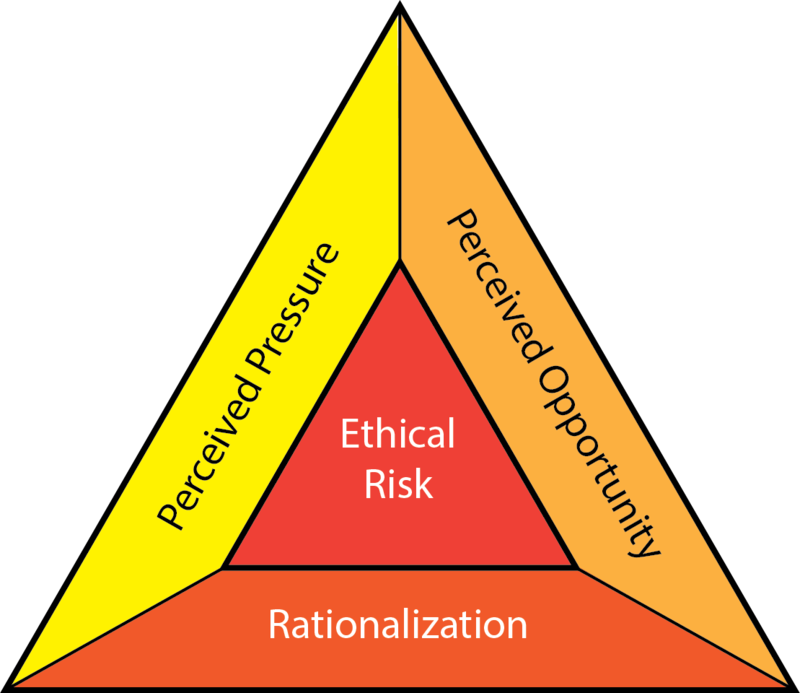 Perceived Pressure
Perceived Opportunity
Ethical
Risk
Rationalization